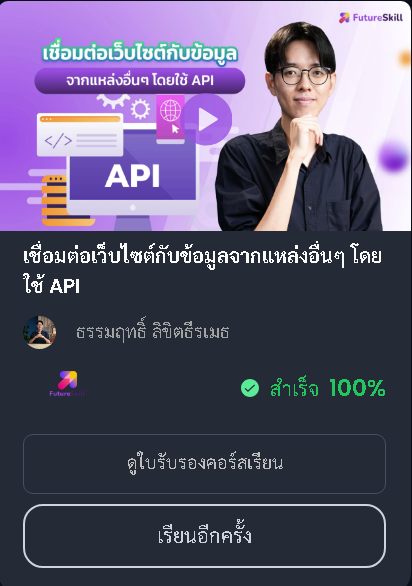 FutureSkill
เชื่อมต่อเว็บไซต์กับข้อมูล
จากแหล่งอื่นๆ โดยใช้ API
</>
API
เชื่อมต่อเว็บไซต์กับข้อมูลจากแหล่งอื่นๆ โดย
ใช้ API
ธรรมฤทธิ์ ลิขิตธีรเมธ
FutureSkill
สำเร็จ 100%
ดูใบรับรองคอร์สเรียน
เรียนอีกครั้ง